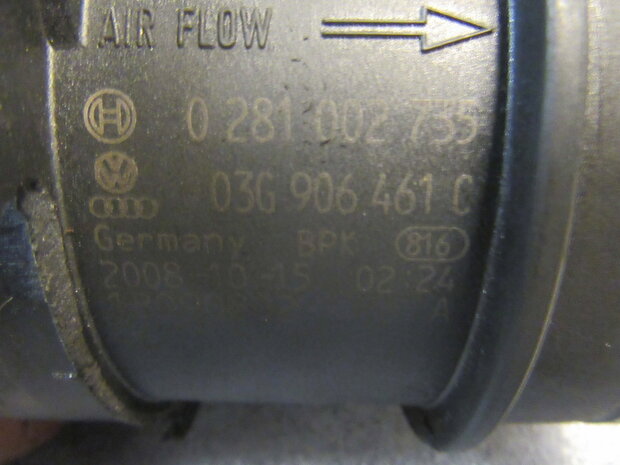 AIR FLOW
0 281 002 735
03G 906 461 C
Germany BPK 816
2008-10-15 02:24
A